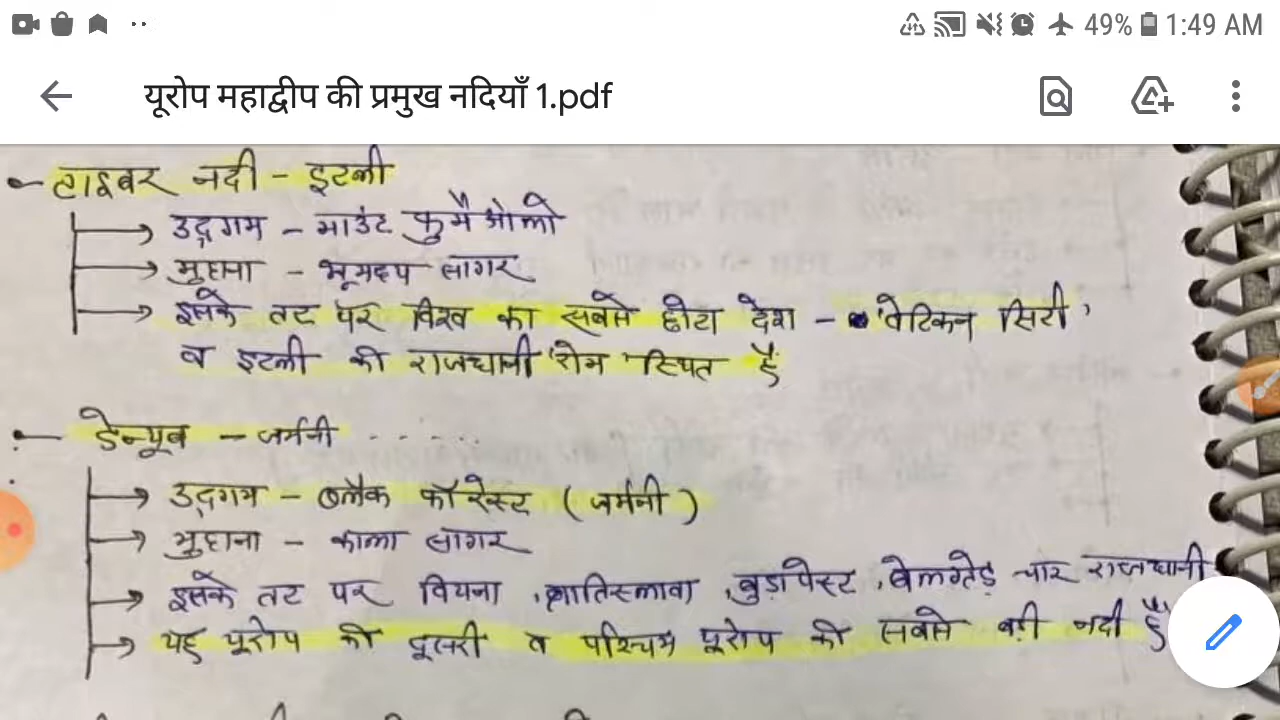 49% 1:49 AM
यूरोप महाद्वीप की प्रमुख नदियाँ 1.pdf
टाइबर नदी - इटली
→ उद्गम - माउंट फुमैओलो
→ मुहाना - भूमध्य सागर
→ इसके तट पर विश्व का सबसे छोटा देश - 'वेटिकन सिटी'
व इटली की राजधानी 'रोम' स्थित है
डेन्यूब - जर्मनी - - - - -
→ उद्गम - ब्लैक फॉरेस्ट (जर्मनी)
→ मुहाना - काला सागर
→ इसके तट पर वियना, ब्रातिस्लावा, बुडापेस्ट, बेलग्रेड चार राजधानी
→ यह यूरोप की दूसरी व पश्चिम यूरोप की सबसे बड़ी नदी है